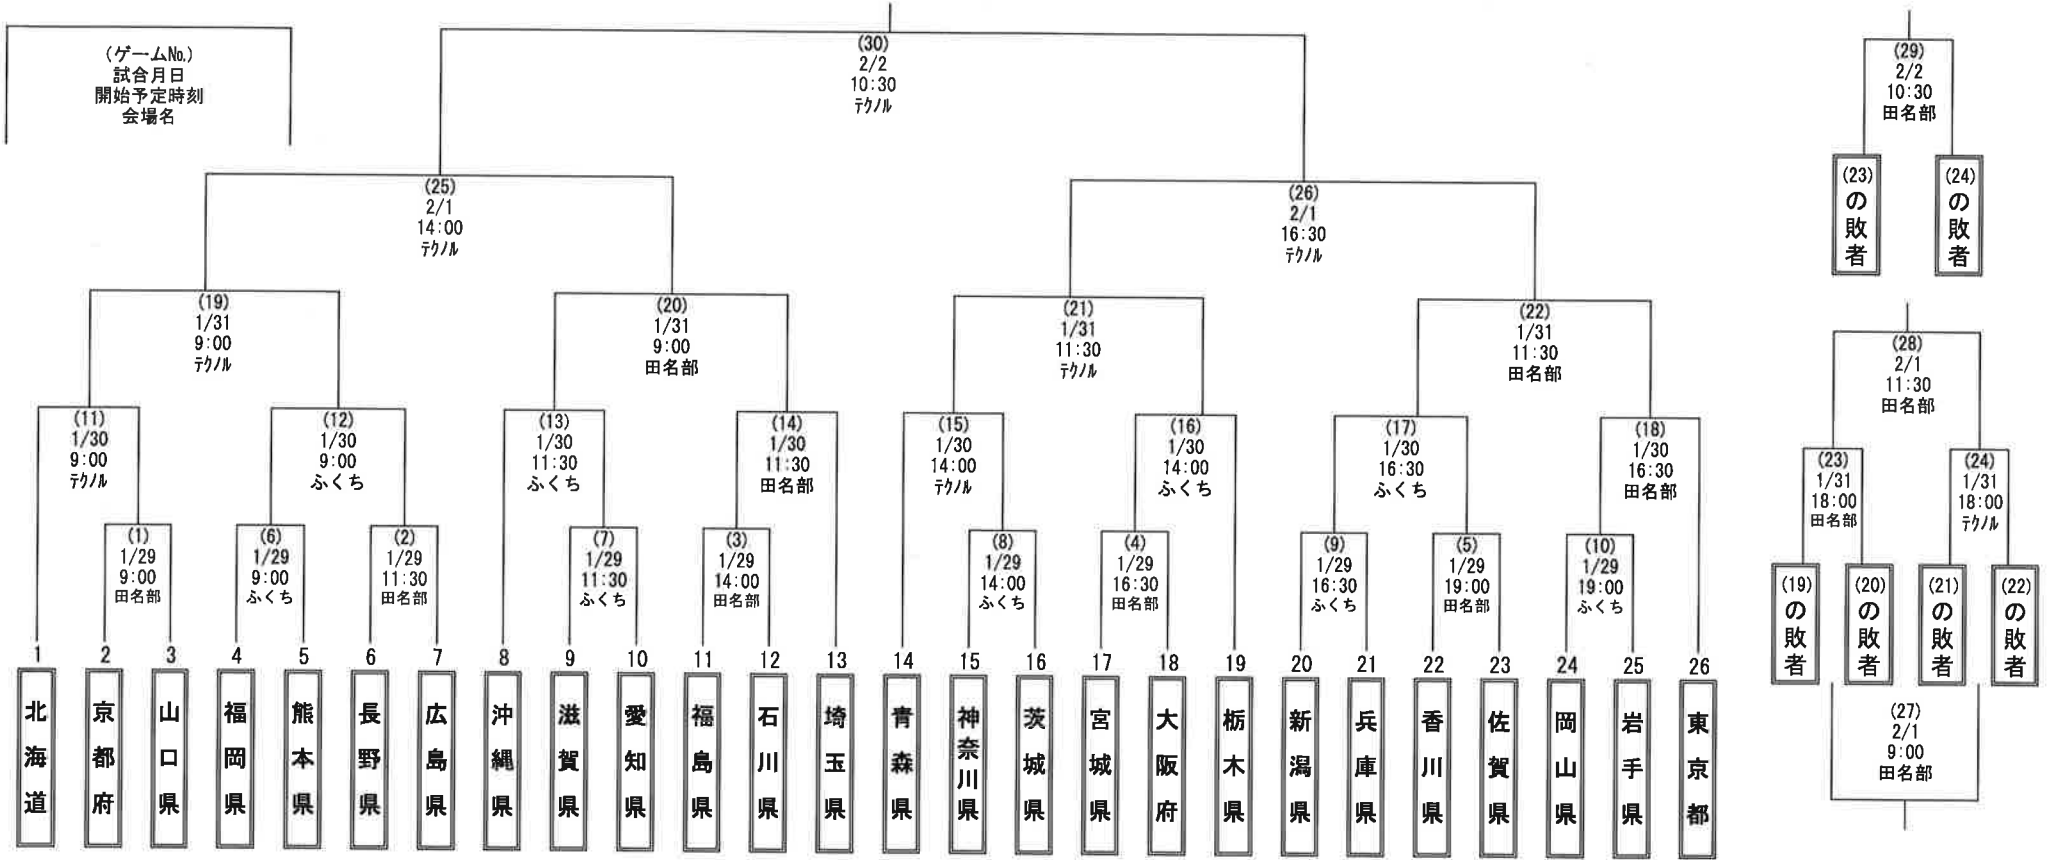 (ゲームNo.)
試合月日
開始予定時刻
会場名
(30)
2/2
10:30
テクノル
(25)
2/1
14:00
テクノル
(26)
2/1
16:30
テクノル
(19)
1/31
9:00
テクノル
(20)
1/31
9:00
田名部
(21)
1/31
11:30
テクノル
(22)
1/31
11:30
田名部
(11)
1/30
9:00
テクノル
(12)
1/30
9:00
ふくち
(13)
1/30
11:30
ふくち
(14)
1/30
11:30
田名部
(15)
1/30
14:00
テクノル
(16)
1/30
14:00
ふくち
(17)
1/30
16:30
ふくち
(18)
1/30
16:30
田名部
(1)
1/29
9:00
田名部
(6)
1/29
9:00
ふくち
(2)
1/29
11:30
田名部
(7)
1/29
11:30
ふくち
(3)
1/29
14:00
田名部
(8)
1/29
14:00
ふくち
(4)
1/29
16:30
田名部
(9)
1/29
16:30
ふくち
(5)
1/29
19:00
田名部
(10)
1/29
19:00
ふくち
1
北海道
2
京都府
3
山口県
4
福岡県
5
熊本県
6
長野県
7
広島県
8
沖縄県
9
滋賀県
10
愛知県
11
福島県
12
石川県
13
埼玉県
14
青森県
15
神奈川県
16
茨城県
17
宮城県
18
大阪府
19
栃木県
20
新潟県
21
兵庫県
22
香川県
23
佐賀県
24
岡山県
25
岩手県
26
東京都
(29)
2/2
10:30
田名部
(23)の敗者
(24)の敗者
(28)
2/1
11:30
田名部
(23)
1/31
18:00
田名部
(24)
1/31
18:00
テクノル
(19)の敗者
(20)の敗者
(21)の敗者
(22)の敗者
(27)
2/1
9:00
田名部